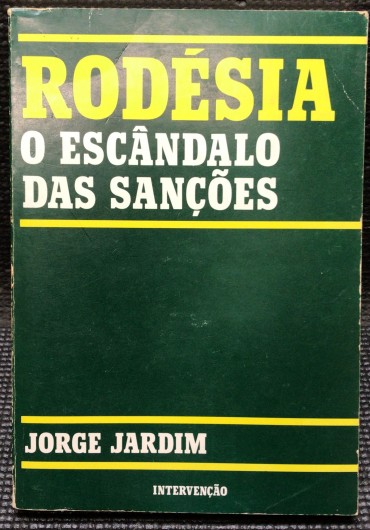 RODÉSIA
O ESCÂNDALO
DAS SANÇÕES
JORGE JARDIM
INTERVENÇÃO